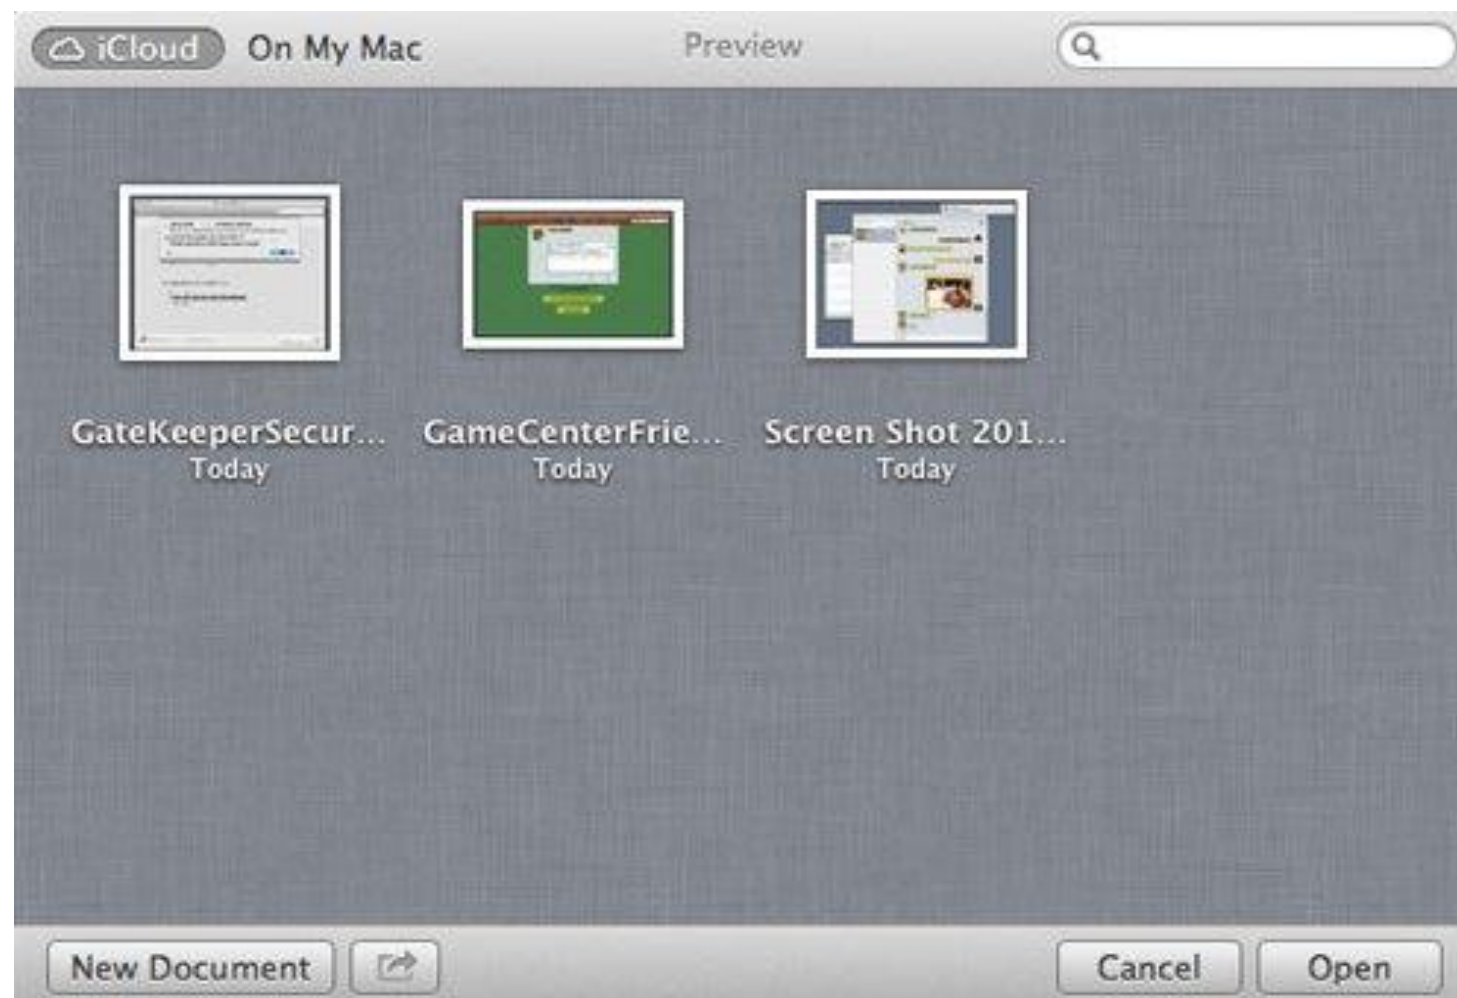 iCloud On My Mac Preview
GateKeeperSecur... GameCenterFrie... Screen Shot 201...
Today Today Today
New Document Cancel Open